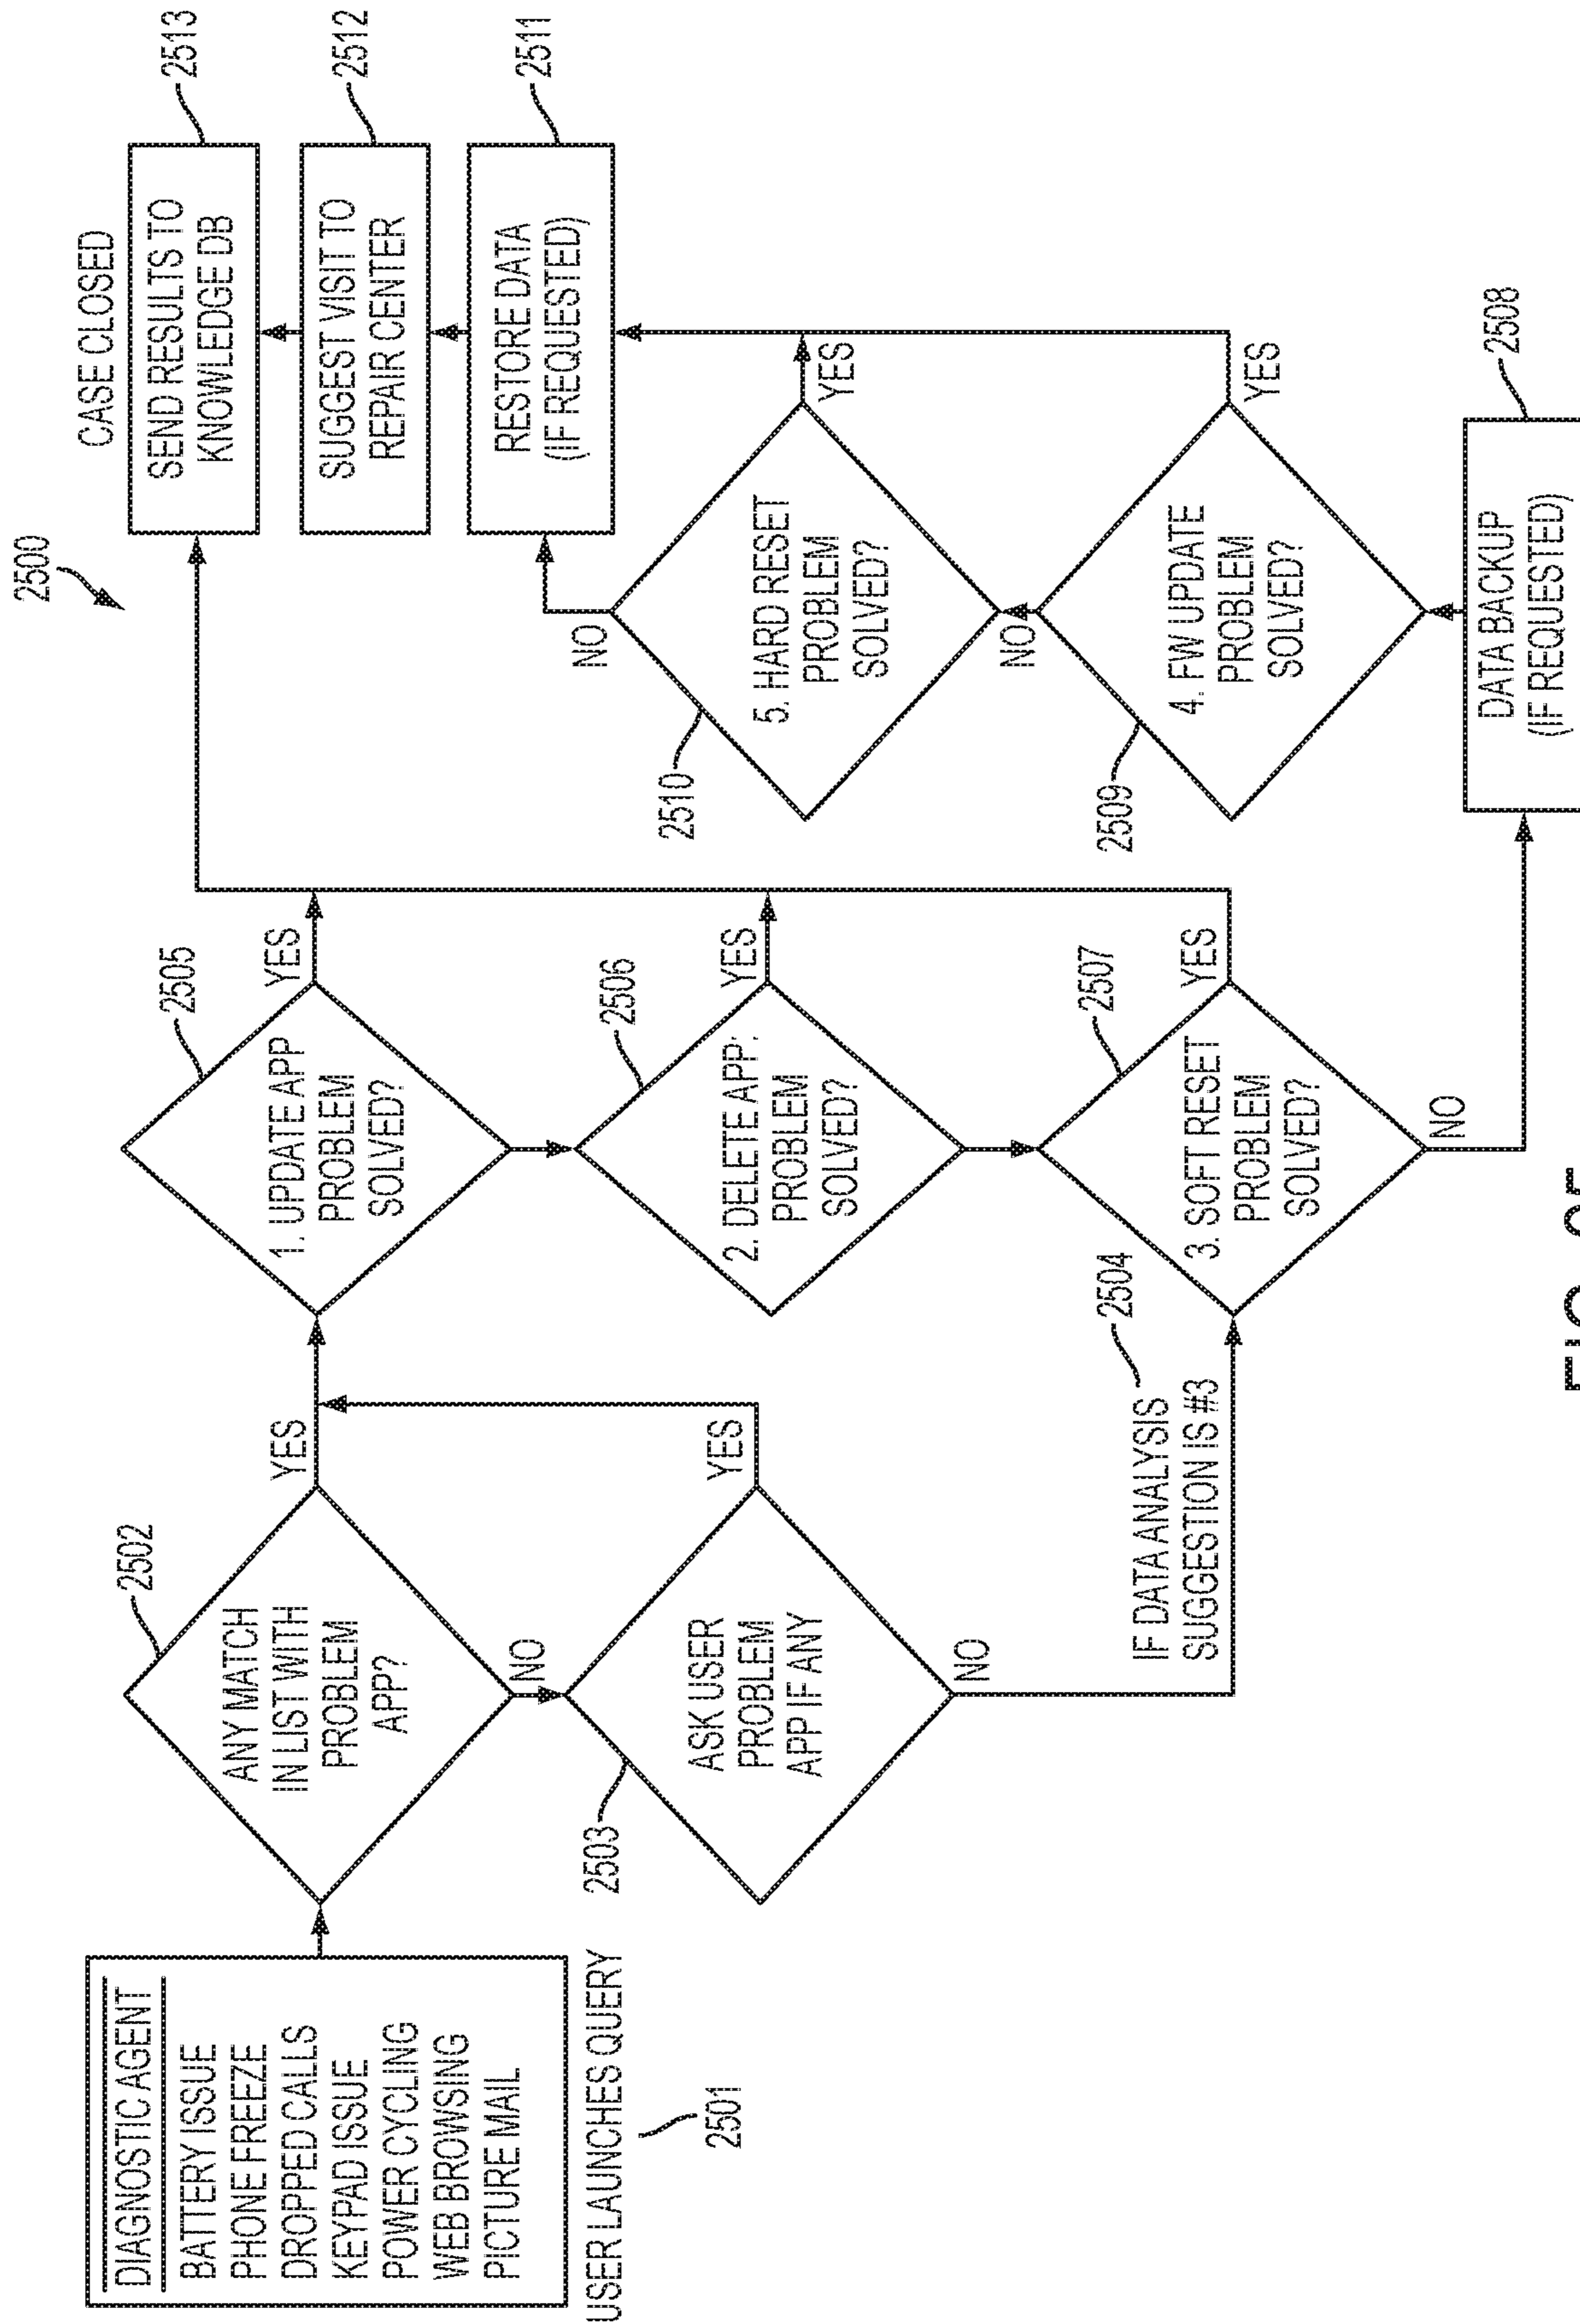 2500
DIAGNOSTIC AGENT
BATTERY ISSUE
PHONE FREEZE
DROPPED CALLS
KEYPAD ISSUE
POWER CYCLING
WEB BROWSING
PICTURE MAIL
USER LAUNCHES QUERY
2501
2502
ANY MATCH
IN LIST WITH
PROBLEM
APP?
YES
NO
2503
ASK USER
PROBLEM
APP IF ANY
YES
NO
IF DATA ANALYSIS
SUGGESTION IS #3
2504
2505
1. UPDATE APP
PROBLEM
SOLVED?
YES
2506
2. DELETE APP:
PROBLEM
SOLVED?
YES
2507
3. SOFT RESET
PROBLEM
SOLVED?
YES
NO
DATA BACKUP
(IF REQUESTED)
2508
2509
4. FW UPDATE
PROBLEM
SOLVED?
YES
NO
2510
5. HARD RESET
PROBLEM
SOLVED?
YES
NO
RESTORE DATA
(IF REQUESTED)
2511
SUGGEST VISIT TO
REPAIR CENTER
2512
CASE CLOSED
SEND RESULTS TO
KNOWLEDGE DB
2513